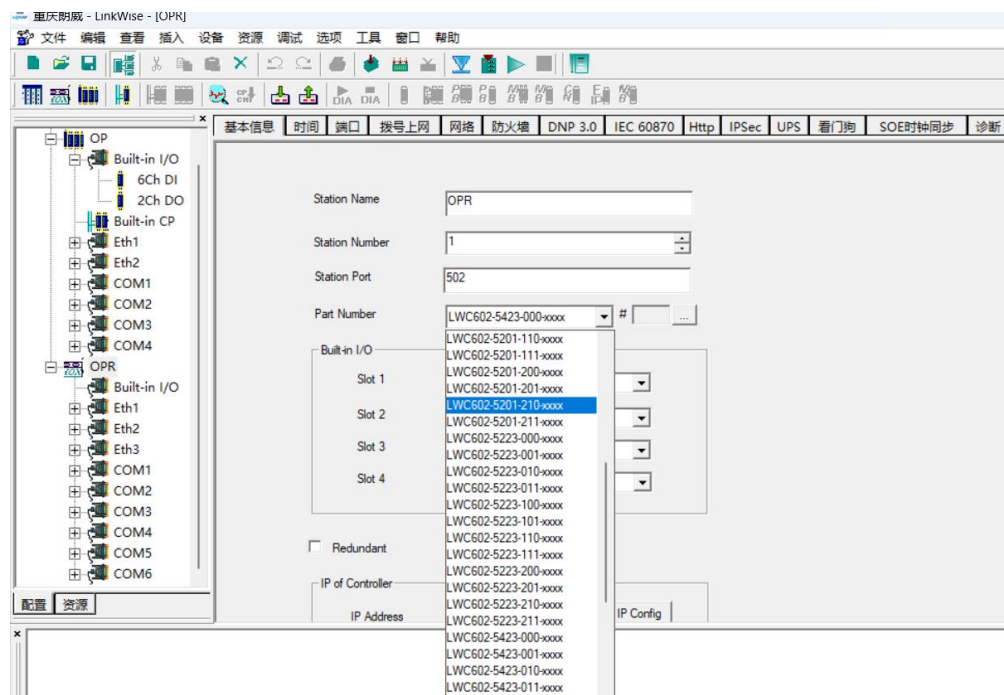 重庆朗威 - LinkWise - [OPR]
文件 编辑 查看 插入 设备 资源 调试 选项 工具 窗口 帮助
DIA DIA
基本信息 时间 端口 拨号上网 网络 防火墙 DNP 3.0 IEC 60870 Http IPSec UPS 看门狗 SOE时钟同步 诊断
OP
Built-in I/O
6Ch DI
2Ch DO
Built-in CP
Eth1
Eth2
COM1
COM2
COM3
COM4
OPR
Built-in I/O
Eth1
Eth2
Eth3
COM1
COM2
COM3
COM4
COM5
COM6
配置 资源
Station Name OPR
Station Number 1
Station Port 502
Part Number LWC602-5423-000-xxxx # ...
Built-in I/O
Slot 1
Slot 2
Slot 3
Slot 4
LWC602-5201-110-xxxx
LWC602-5201-111-xxxx
LWC602-5201-200-xxxx
LWC602-5201-201-xxxx
LWC602-5201-210-xxxx
LWC602-5201-211-xxxx
LWC602-5223-000-xxxx
LWC602-5223-001-xxxx
LWC602-5223-010-xxxx
LWC602-5223-011-xxxx
LWC602-5223-100-xxxx
LWC602-5223-101-xxxx
LWC602-5223-110-xxxx
LWC602-5223-111-xxxx
LWC602-5223-200-xxxx
LWC602-5223-201-xxxx
LWC602-5223-210-xxxx
LWC602-5223-211-xxxx
LWC602-5423-000-xxxx
LWC602-5423-001-xxxx
LWC602-5423-010-xxxx
LWC602-5423-011-xxxx
Redundant
IP of Controller
IP Address IP Config